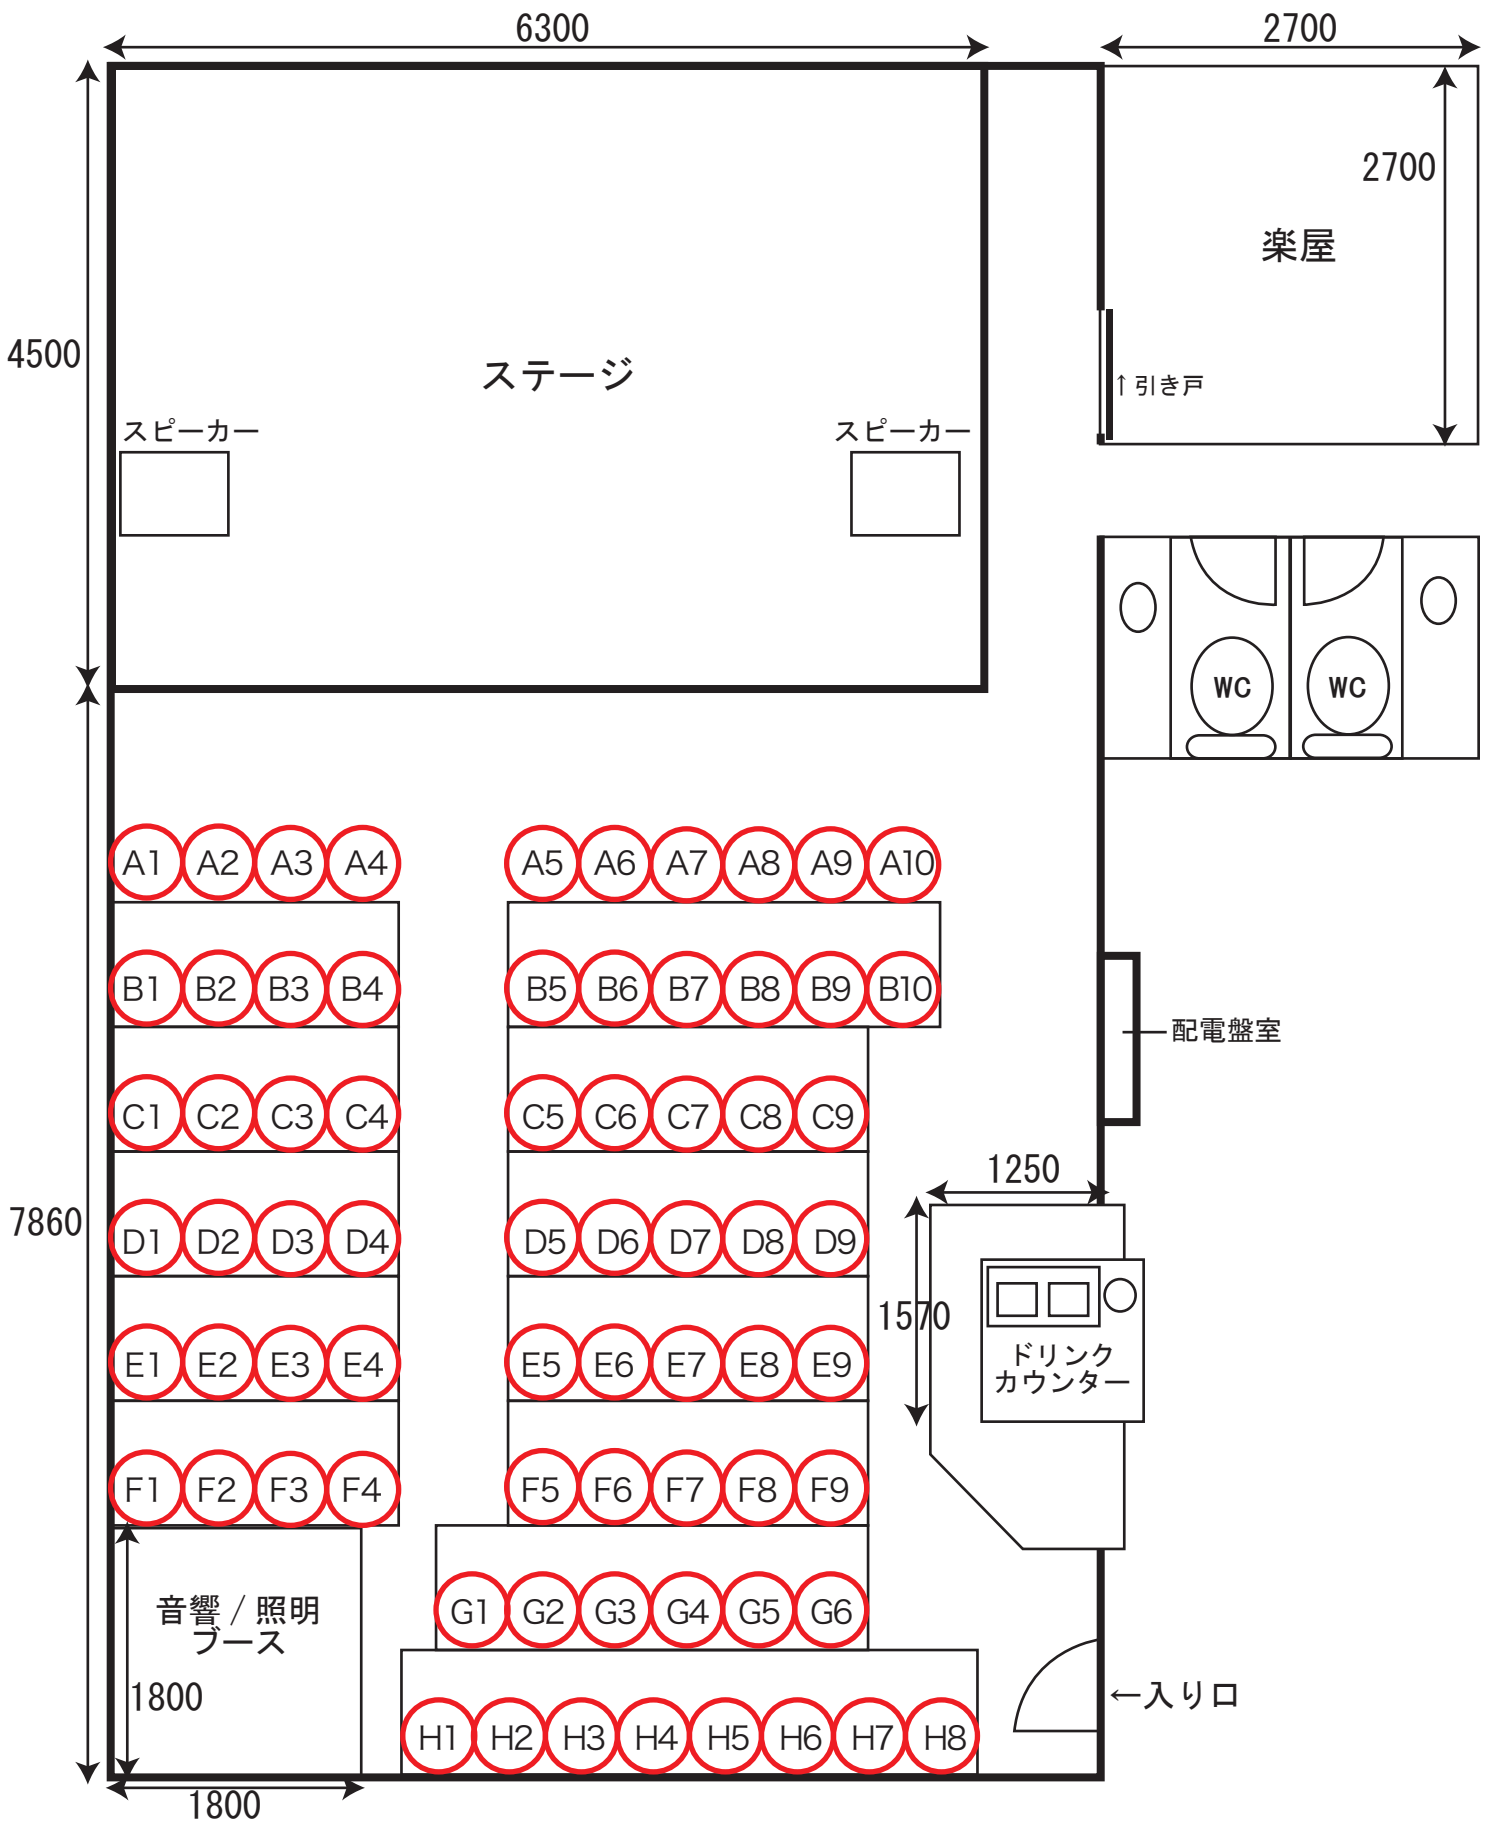 6300
2700
2700
楽屋
4500
ステージ
↑引き戸
スピーカー
スピーカー
WC
WC
A1 A2 A3 A4 A5 A6 A7 A8 A9 A10
B1 B2 B3 B4 B5 B6 B7 B8 B9 B10
配電盤室
C1 C2 C3 C4 C5 C6 C7 C8 C9
1250
7860
D1 D2 D3 D4 D5 D6 D7 D8 D9
1570
ドリンク
カウンター
E1 E2 E3 E4 E5 E6 E7 E8 E9
F1 F2 F3 F4 F5 F6 F7 F8 F9
音響 / 照明
ブース
G1 G2 G3 G4 G5 G6
1800
←入り口
H1 H2 H3 H4 H5 H6 H7 H8
1800